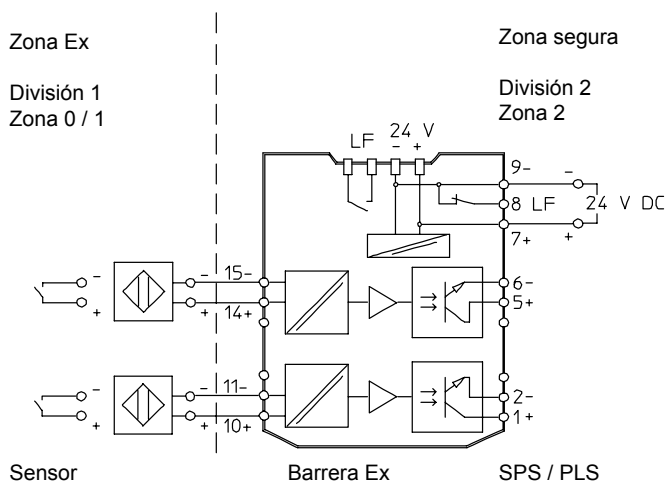 Zona Ex
Zona segura
División 1
Zona 0 / 1
División 2
Zona 2
LF
24 V
- +
9-
-
8 LF
24 V DC
7+
+
- - 15-
6-
+ + 14+
5+
- - 11-
2-
+ + 10+
1+
Sensor
Barrera Ex
SPS / PLS